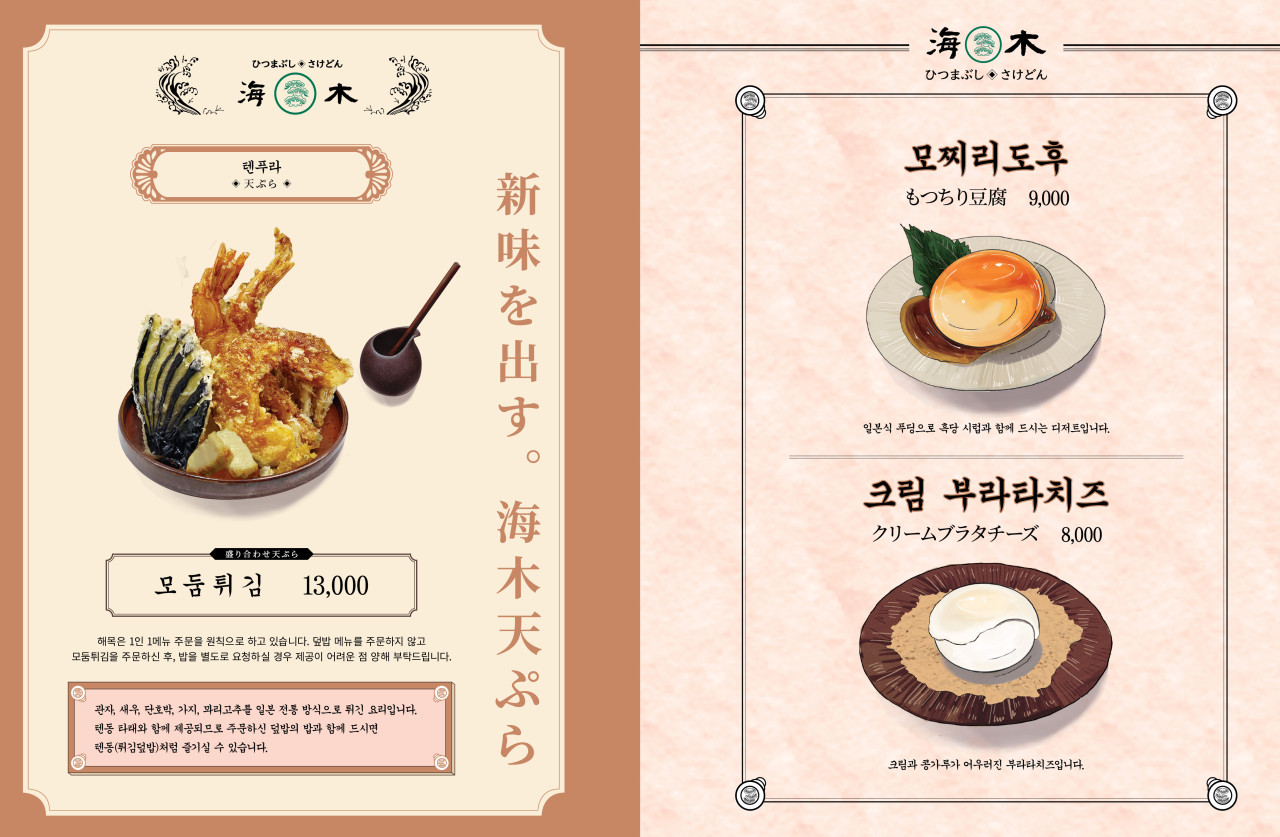 ひつまぶし◈さけどん
海 木
텐푸라
◈ 天ぷら ◈
新味を出す。海木天ぷら
盛り合わせ天ぷら
모둠튀김 13,000
해목은 1인 1메뉴 주문을 원칙으로 하고 있습니다. 덮밥 메뉴를 주문하지 않고
모둠튀김을 주문하신 후, 밥을 별도로 요청하실 경우 제공이 어려운 점 양해 부탁드립니다.
관자, 새우, 단호박, 가지, 꽈리고추를 일본 전통 방식으로 튀긴 요리입니다.
텐동 타래와 함께 제공되므로 주문하신 덮밥의 밥과 함께 드시면
텐동(튀김덮밥)처럼 즐기실 수 있습니다.
海 木
ひつまぶし ◈ さけどん
모찌리도후
もつちり豆腐 9,000
일본식 푸딩으로 흑당 시럽과 함께 드시는 디저트입니다.
크림 부라타치즈
クリームブラタチーズ 8,000
크림과 콩가루가 어우러진 부라타치즈입니다.